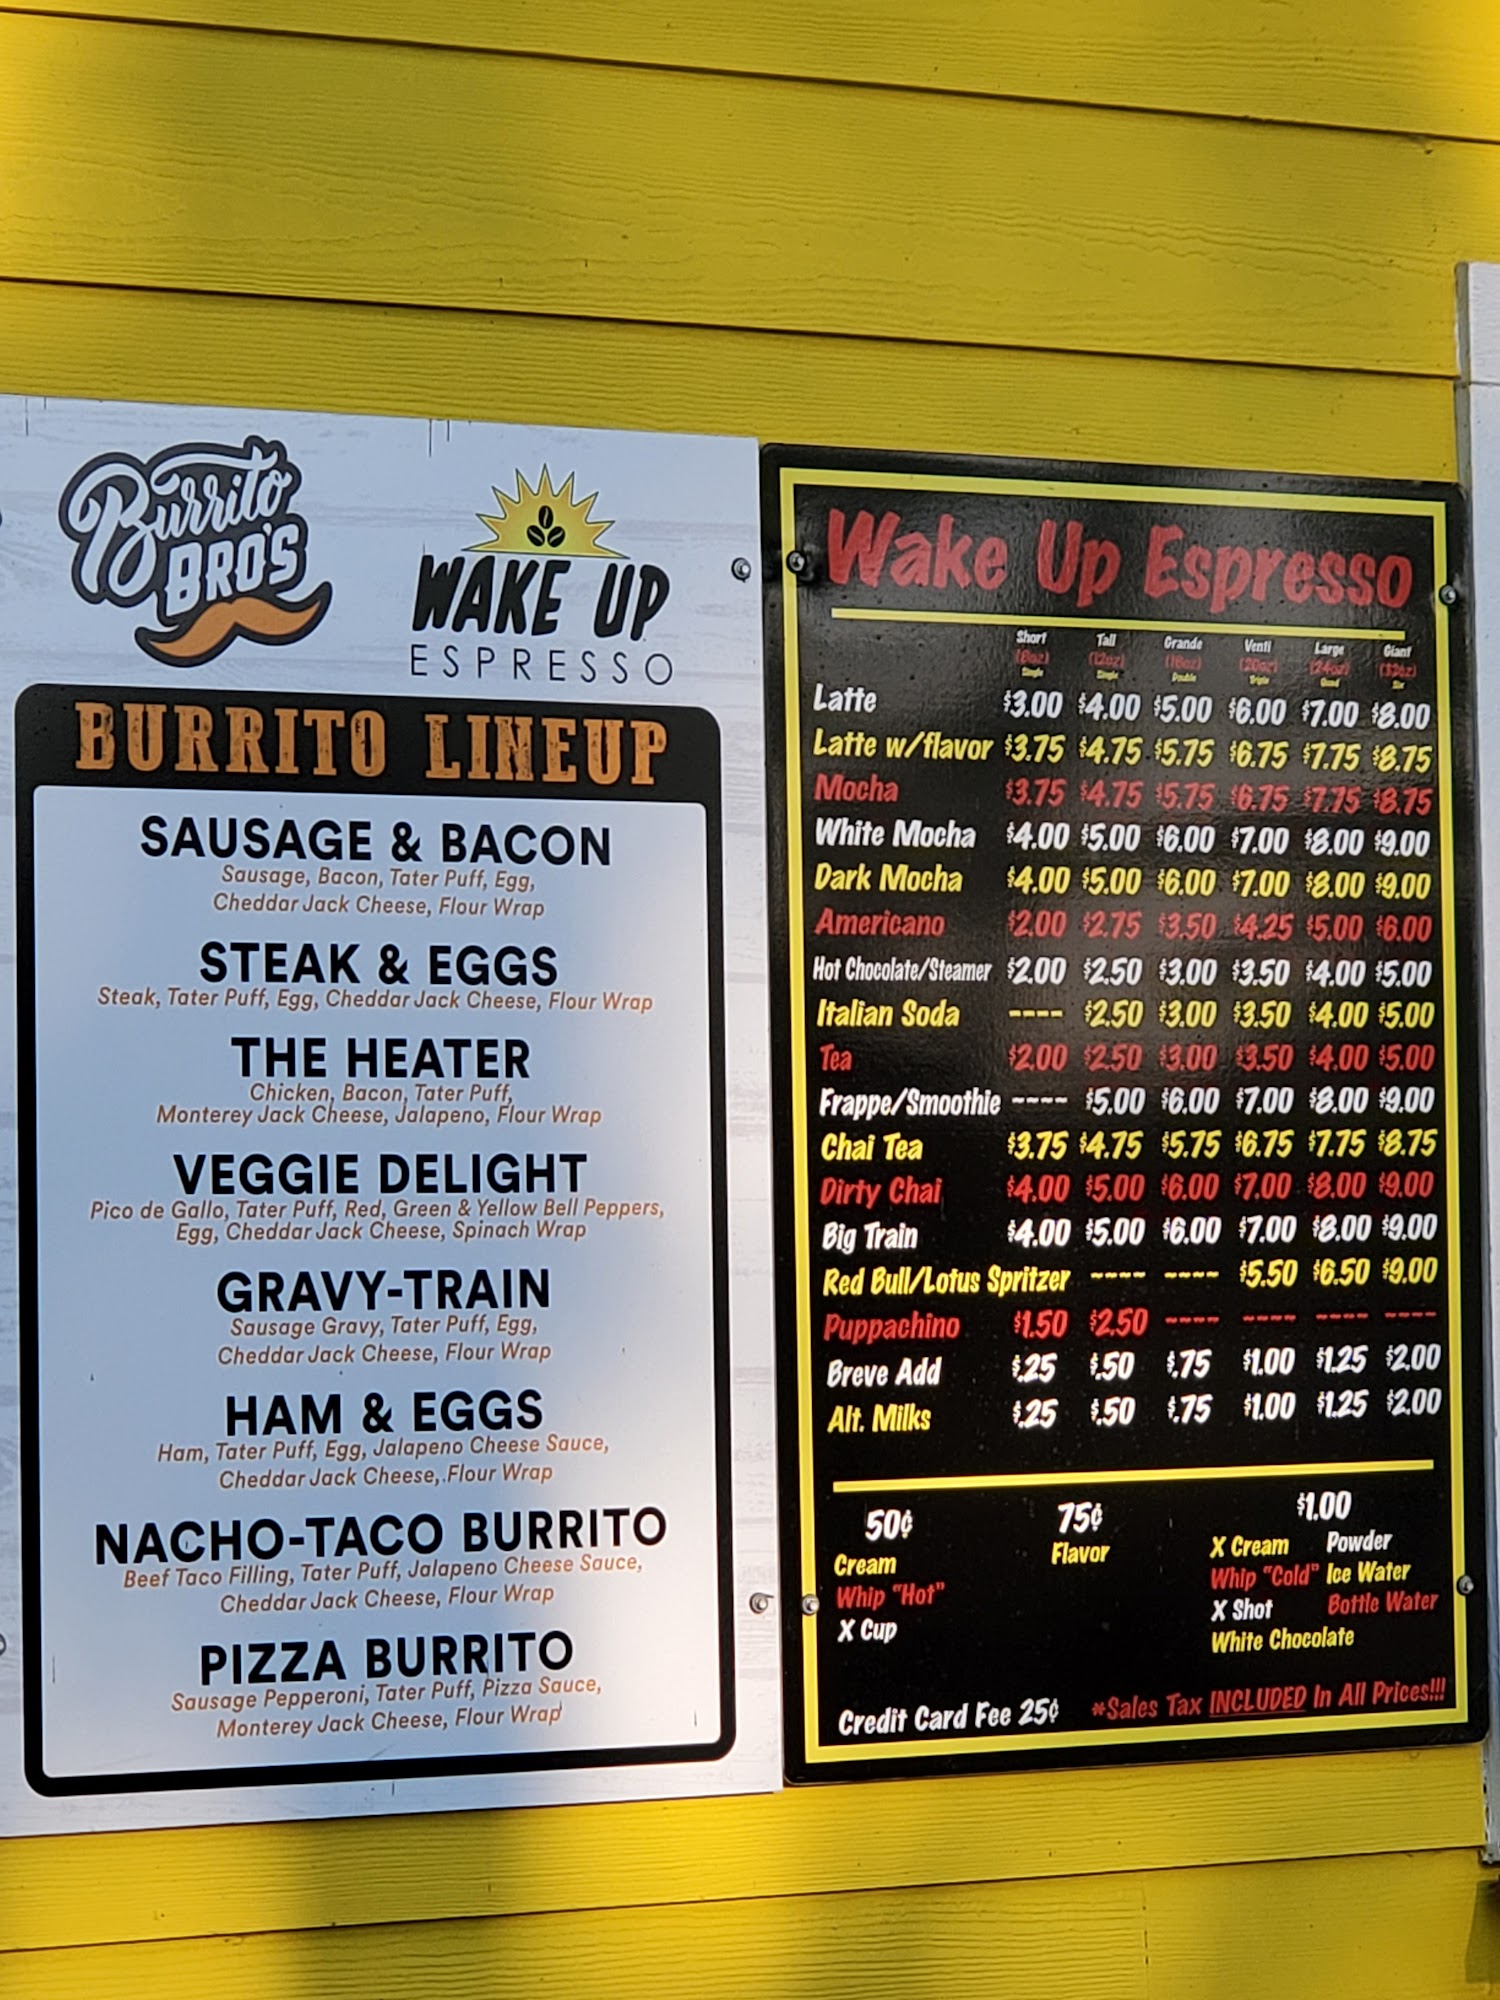 Burrito
BRO'S
WAKE UP
ESPRESSO
BURRITO LINEUP
SAUSAGE & BACON
Sausage, Bacon, Tater Puff, Egg,
Cheddar Jack Cheese, Flour Wrap
STEAK & EGGS
Steak, Tater Puff, Egg, Cheddar Jack Cheese, Flour Wrap
THE HEATER
Chicken, Bacon, Tater Puff,
Monterey Jack Cheese, Jalapeno, Flour Wrap
VEGGIE DELIGHT
Pico de Gallo, Tater Puff, Red, Green & Yellow Bell Peppers,
Egg, Cheddar Jack Cheese, Spinach Wrap
GRAVY-TRAIN
Sausage Gravy, Tater Puff, Egg,
Cheddar Jack Cheese, Flour Wrap
HAM & EGGS
Ham, Tater Puff, Egg, Jalapeno Cheese Sauce,
Cheddar Jack Cheese, Flour Wrap
NACHO-TACO BURRITO
Beef Taco Filling, Tater Puff, Jalapeno Cheese Sauce,
Cheddar Jack Cheese, Flour Wrap
PIZZA BURRITO
Sausage Pepperoni, Tater Puff, Pizza Sauce,
Monterey Jack Cheese, Flour Wrap
Wake Up Espresso
Short Tall Grande Venti Large Giant
(8oz) (12oz) (16oz) (20oz) (24oz) (32oz)
Single Single Double Triple Quad Six
Latte $3.00 $4.00 $5.00 $6.00 $7.00 $8.00
Latte w/flavor $3.75 $4.75 $5.75 $6.75 $7.75 $8.75
Mocha $3.75 $4.75 $5.75 $6.75 $7.75 $8.75
White Mocha $4.00 $5.00 $6.00 $7.00 $8.00 $9.00
Dark Mocha $4.00 $5.00 $6.00 $7.00 $8.00 $9.00
Americano $2.00 $2.75 $3.50 $4.25 $5.00 $6.00
Hot Chocolate/Steamer $2.00 $2.50 $3.00 $3.50 $4.00 $5.00
Italian Soda ---- $2.50 $3.00 $3.50 $4.00 $5.00
Tea $2.00 $2.50 $3.00 $3.50 $4.00 $5.00
Frappe/Smoothie ---- $5.00 $6.00 $7.00 $8.00 $9.00
Chai Tea $3.75 $4.75 $5.75 $6.75 $7.75 $8.75
Dirty Chai $4.00 $5.00 $6.00 $7.00 $8.00 $9.00
Big Train $4.00 $5.00 $6.00 $7.00 $8.00 $9.00
Red Bull/Lotus Spritzer ---- ---- $5.50 $6.50 $9.00
Puppachino $1.50 $2.50 ---- ---- ---- ----
Breve Add $.25 $.50 $.75 $1.00 $1.25 $2.00
Alt. Milks $.25 $.50 $.75 $1.00 $1.25 $2.00
50¢
Cream
Whip "Hot"
X Cup
75¢
Flavor
$1.00
X Cream Powder
Whip "Cold" Ice Water
X Shot Bottle Water
White Chocolate
Credit Card Fee 25¢ *Sales Tax INCLUDED In All Prices!!!